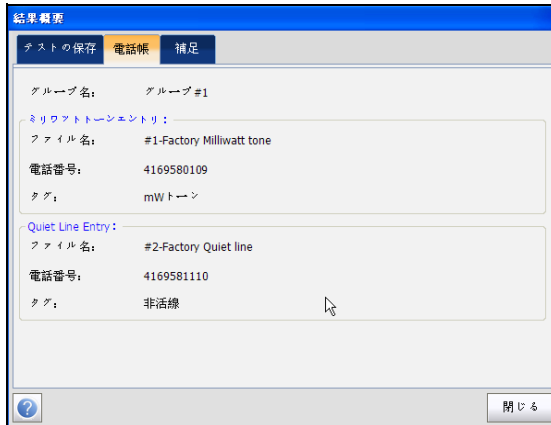 結果概要
テストの保存 電話帳 補足
グループ名: グループ#1
ミリワットトーンエントリ:
ファイル名: #1-Factory Milliwatt tone
電話番号: 4169580109
タグ: mWトーン
Quiet Line Entry:
ファイル名: #2-Factory Quiet line
電話番号: 4169581110
タグ: 非活線
?
閉じる